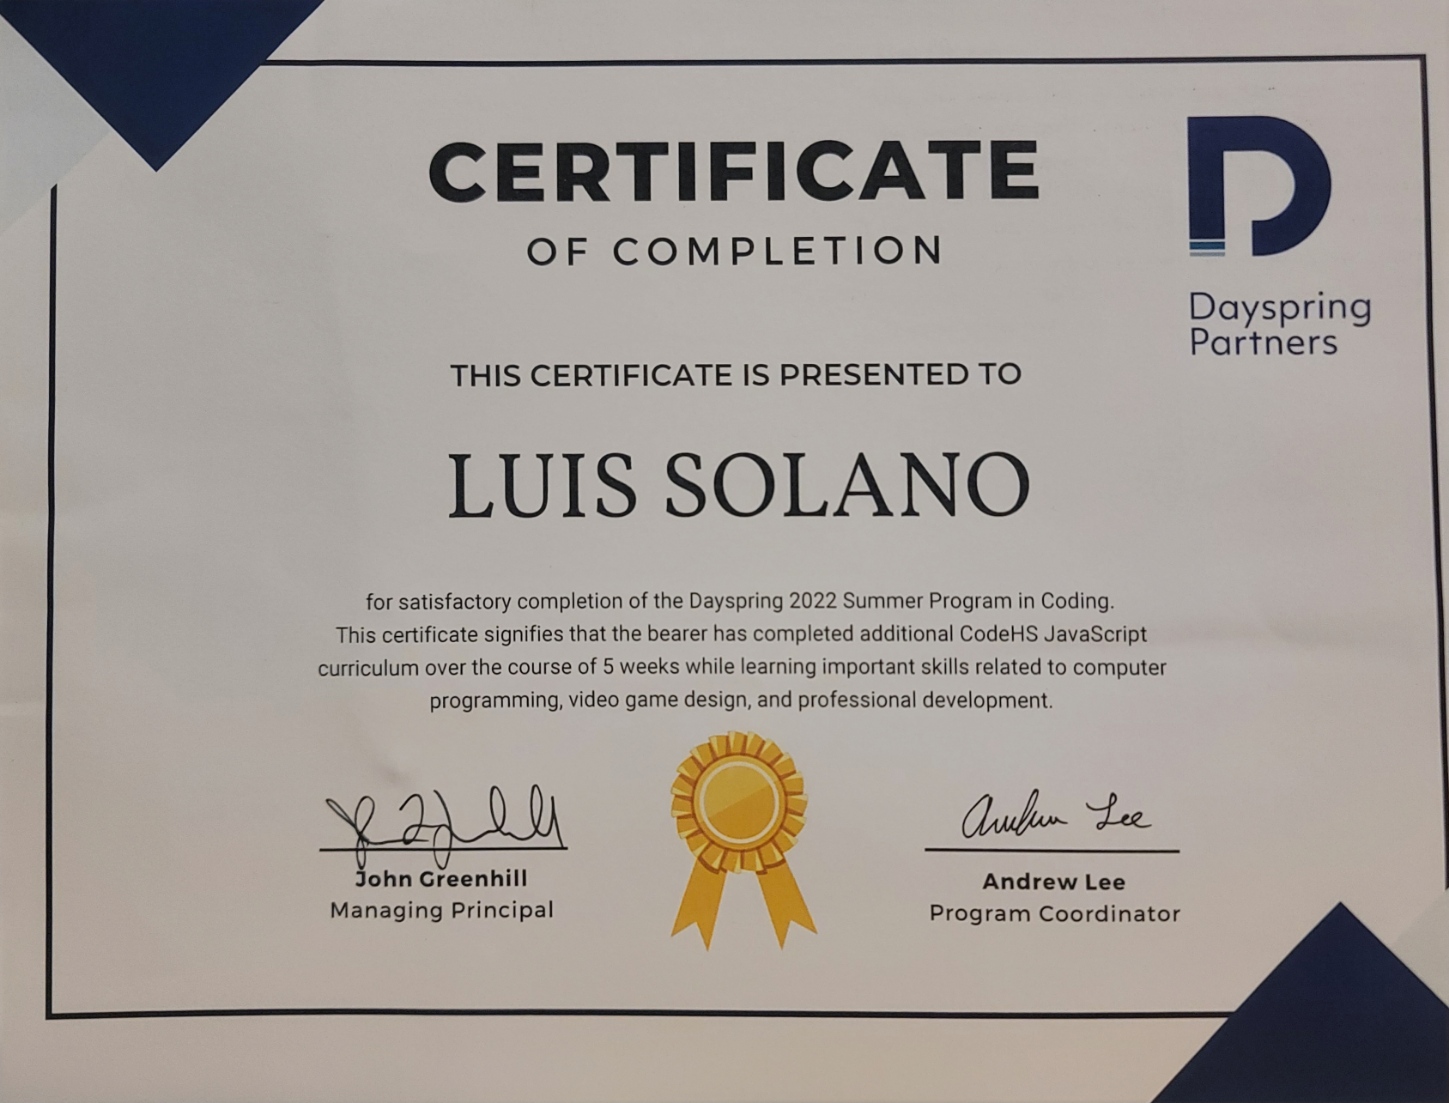 CERTIFICATE
OF COMPLETION
Dayspring
Partners
THIS CERTIFICATE IS PRESENTED TO
LUIS SOLANO
for satisfactory completion of the Dayspring 2022 Summer Program in Coding.
This certificate signifies that the bearer has completed additional CodeHS JavaScript
curriculum over the course of 5 weeks while learning important skills related to computer
programming, video game design, and professional development.
Andrew Lee
John Greenhill
Managing Principal
Andrew Lee
Program Coordinator